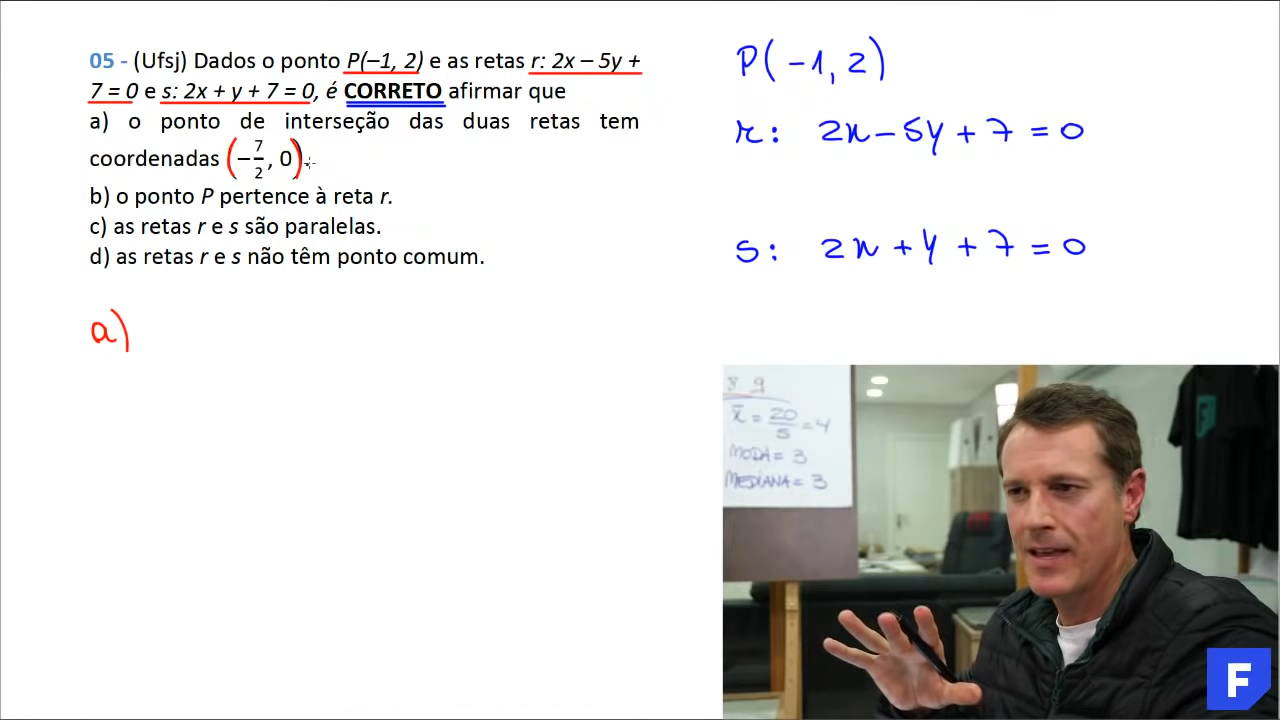 05 - (Ufsj) Dados o ponto P(–1, 2) e as retas r: 2x – 5y +
7 = 0 e s: 2x + y + 7 = 0, é CORRETO afirmar que
a) o ponto de interseção das duas retas tem
coordenadas (−7/2, 0).
b) o ponto P pertence à reta r.
c) as retas r e s são paralelas.
d) as retas r e s não têm ponto comum.
a)
P(-1, 2)
r: 2x - 5y + 7 = 0
s: 2x + y + 7 = 0
8 9
x̄ = 20/5 = 4
MODA = 3
MEDIANA = 3
F
F